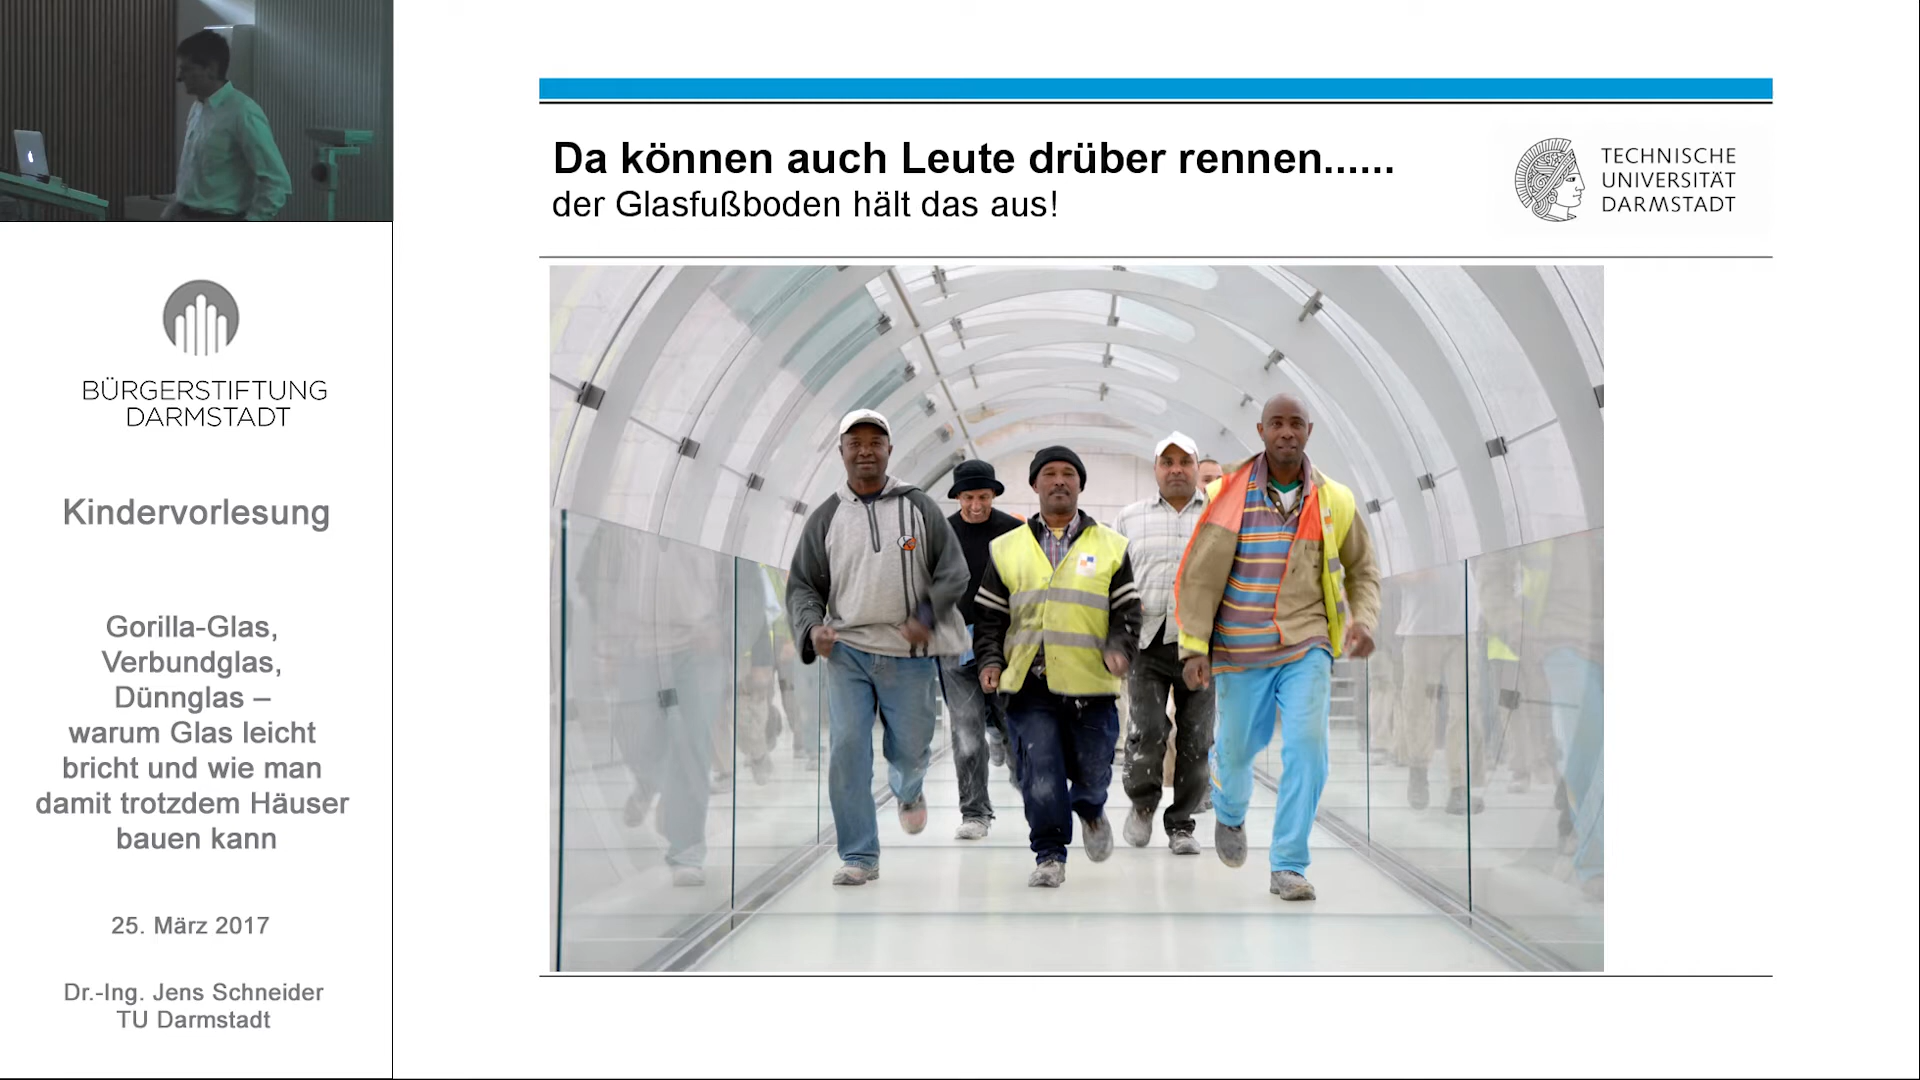 Da können auch Leute drüber rennen......
der Glasfußboden hält das aus!
TECHNISCHE
UNIVERSITÄT
DARMSTADT
BÜRGERSTIFTUNG
DARMSTADT
Kindervorlesung
Gorilla-Glas,
Verbundglas,
Dünnglas –
warum Glas leicht
bricht und wie man
damit trotzdem Häuser
bauen kann
25. März 2017
Dr.-Ing. Jens Schneider
TU Darmstadt